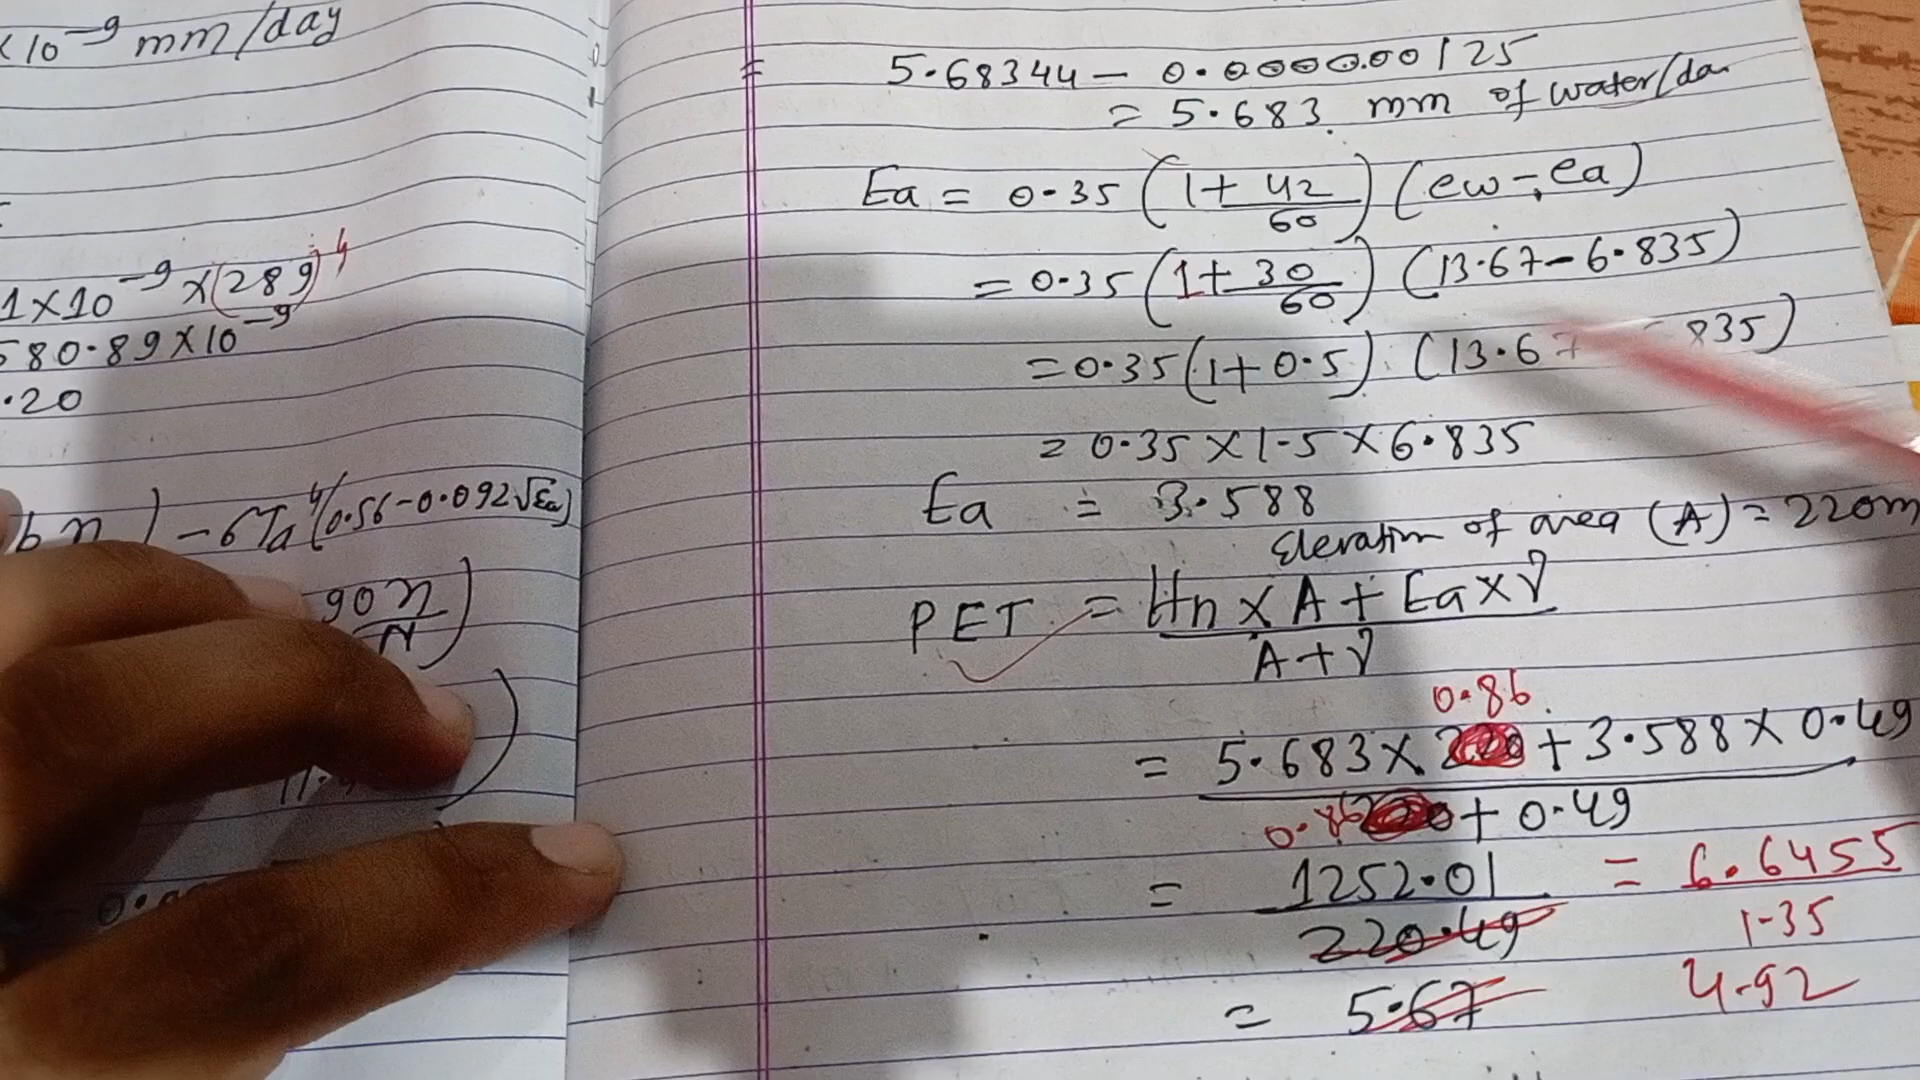 ×10⁻⁹ mm/day
1×10⁻⁹ ×(289)⁴
580.89×10⁻⁹
.20
) - σTa⁴(0.56-0.092√Ea)
= 5.68344 - 0.0000000125
= 5.683 mm of water/da
Ea = 0.35 (1+ u2/60) (ew - ea)
= 0.35 (1+ 30/60) (13.67-6.835)
= 0.35(1+0.5) (13.67 835)
= 0.35 × 1.5 × 6.835
Ea = 3.588
Elevation of area (A) = 220m
PET = Hn × A + Ea × γ / A + γ
0.86
= 5.683 × 220 + 3.588 × 0.49
0.86 220 + 0.49
= 1252.01 / 220.49 = 6.6455 / 1.35
= 5.67 4.92